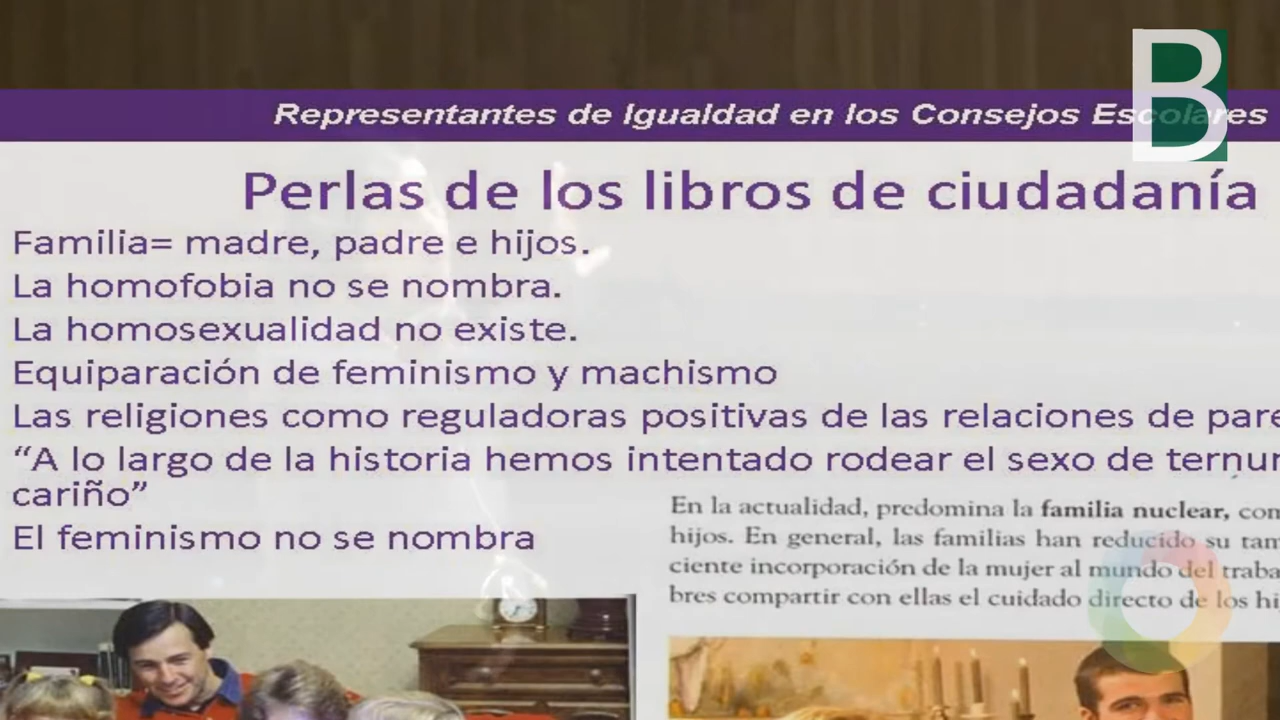 B
Representantes de Igualdad en los Consejos Escolares
Perlas de los libros de ciudadanía
Familia= madre, padre e hijos.
La homofobia no se nombra.
La homosexualidad no existe.
Equiparación de feminismo y machismo
Las religiones como reguladoras positivas de las relaciones de
“A lo largo de la historia hemos intentado rodear el sexo de
cariño”
El feminismo no se nombra
En la actualidad, predomina la familia nuclear,
hijos. En general, las familias han reducido su
ciente incorporación de la mujer al mundo del
bres compartir con ellas el cuidado directo de los